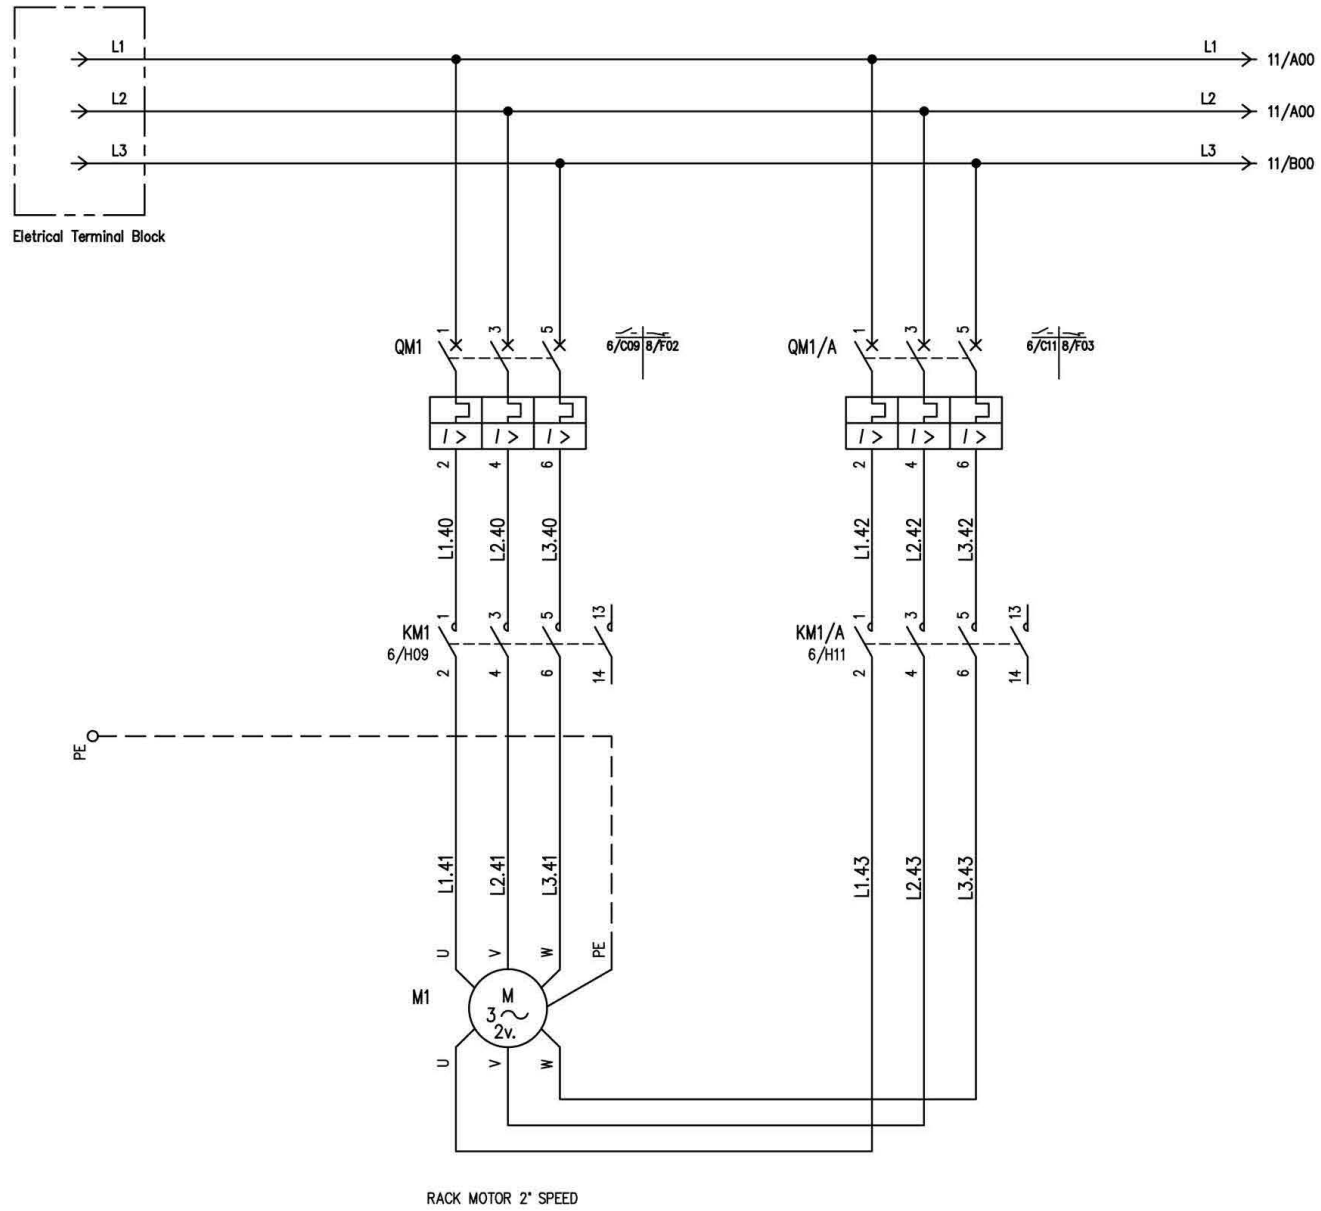 L1 L1 11/A00
L2 L2 11/A00
L3 L3 11/B00
Eletrical Terminal Block
QM1 1 3 5 6/C09 8/F02
QM1/A 1 3 5 6/C11 8/F03
I > I > I >
I > I > I >
2 4 6
2 4 6
L1.40 L2.40 L3.40
L1.42 L2.42 L3.42
KM1 1 3 5 13
6/H09
2 4 6 14
KM1/A 1 3 5 13
6/H11
2 4 6 14
PE
L1.41 L2.41 L3.41
L1.43 L2.43 L3.43
U V W PE
M1
M
3
2v.
U V W
RACK MOTOR 2° SPEED